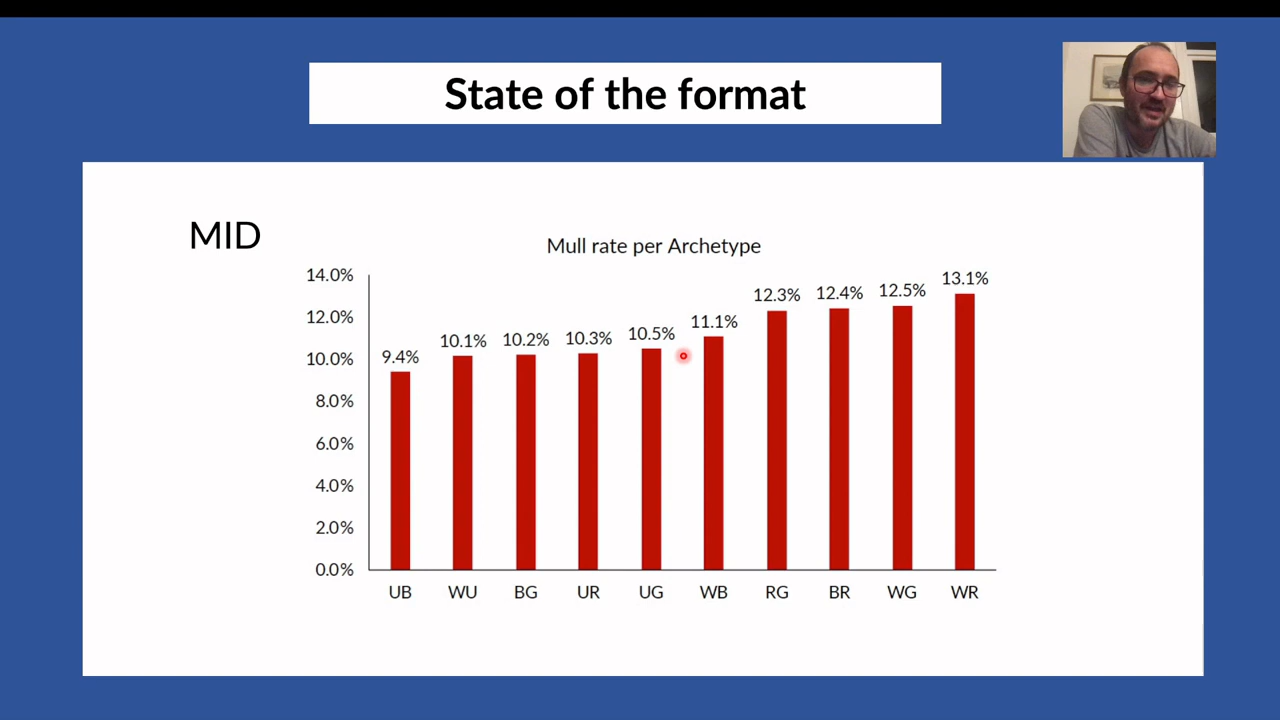 State of the format
MID
Mull rate per Archetype
14.0%
12.0%
10.0%
8.0%
6.0%
4.0%
2.0%
0.0%
9.4% 10.1% 10.2% 10.3% 10.5% 11.1% 12.3% 12.4% 12.5% 13.1%
UB WU BG UR UG WB RG BR WG WR